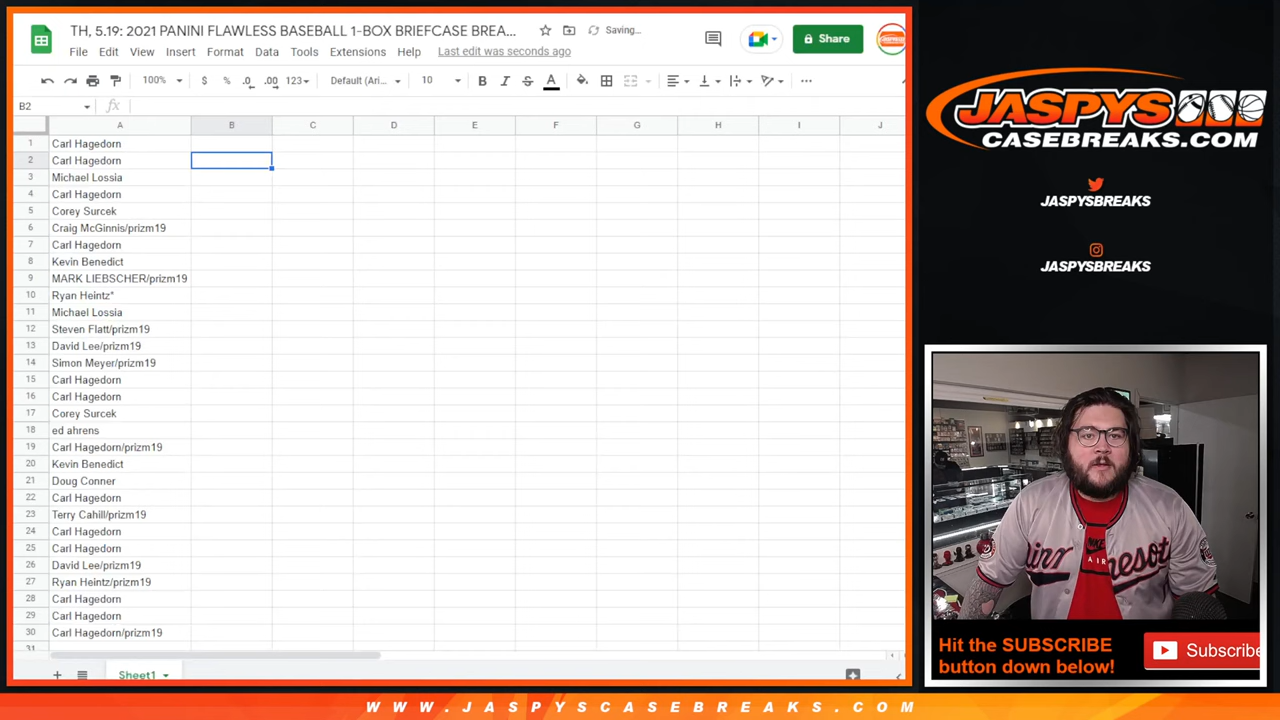 TH, 5.19: 2021 PANINI FLAWLESS BASEBALL 1-BOX BRIEFCASE BREA...
Saving...
Share
File Edit View Insert Format Data Tools Extensions Help Last edit was seconds ago
100% $ % .0 .00 123 Default (Ari... 10 B I S A
B2 fx
A B C D E F G H I J
1 Carl Hagedorn
2 Carl Hagedorn
3 Michael Lossia
4 Carl Hagedorn
5 Corey Surcek
6 Craig McGinnis/prizm19
7 Carl Hagedorn
8 Kevin Benedict
9 MARK LIEBSCHER/prizm19
10 Ryan Heintz*
11 Michael Lossia
12 Steven Flatt/prizm19
13 David Lee/prizm19
14 Simon Meyer/prizm19
15 Carl Hagedorn
16 Carl Hagedorn
17 Corey Surcek
18 ed ahrens
19 Carl Hagedorn/prizm19
20 Kevin Benedict
21 Doug Conner
22 Carl Hagedorn
23 Terry Cahill/prizm19
24 Carl Hagedorn
25 Carl Hagedorn
26 David Lee/prizm19
27 Ryan Heintz/prizm19
28 Carl Hagedorn
29 Carl Hagedorn
30 Carl Hagedorn/prizm19
31
Sheet1
JASPYS
CASEBREAKS.COM
JASPYSBREAKS
JASPYSBREAKS
NIKE
AIR
Hit the SUBSCRIBE
button down below!
Subscribe
WWW.JASPYSCASEBREAKS.COM